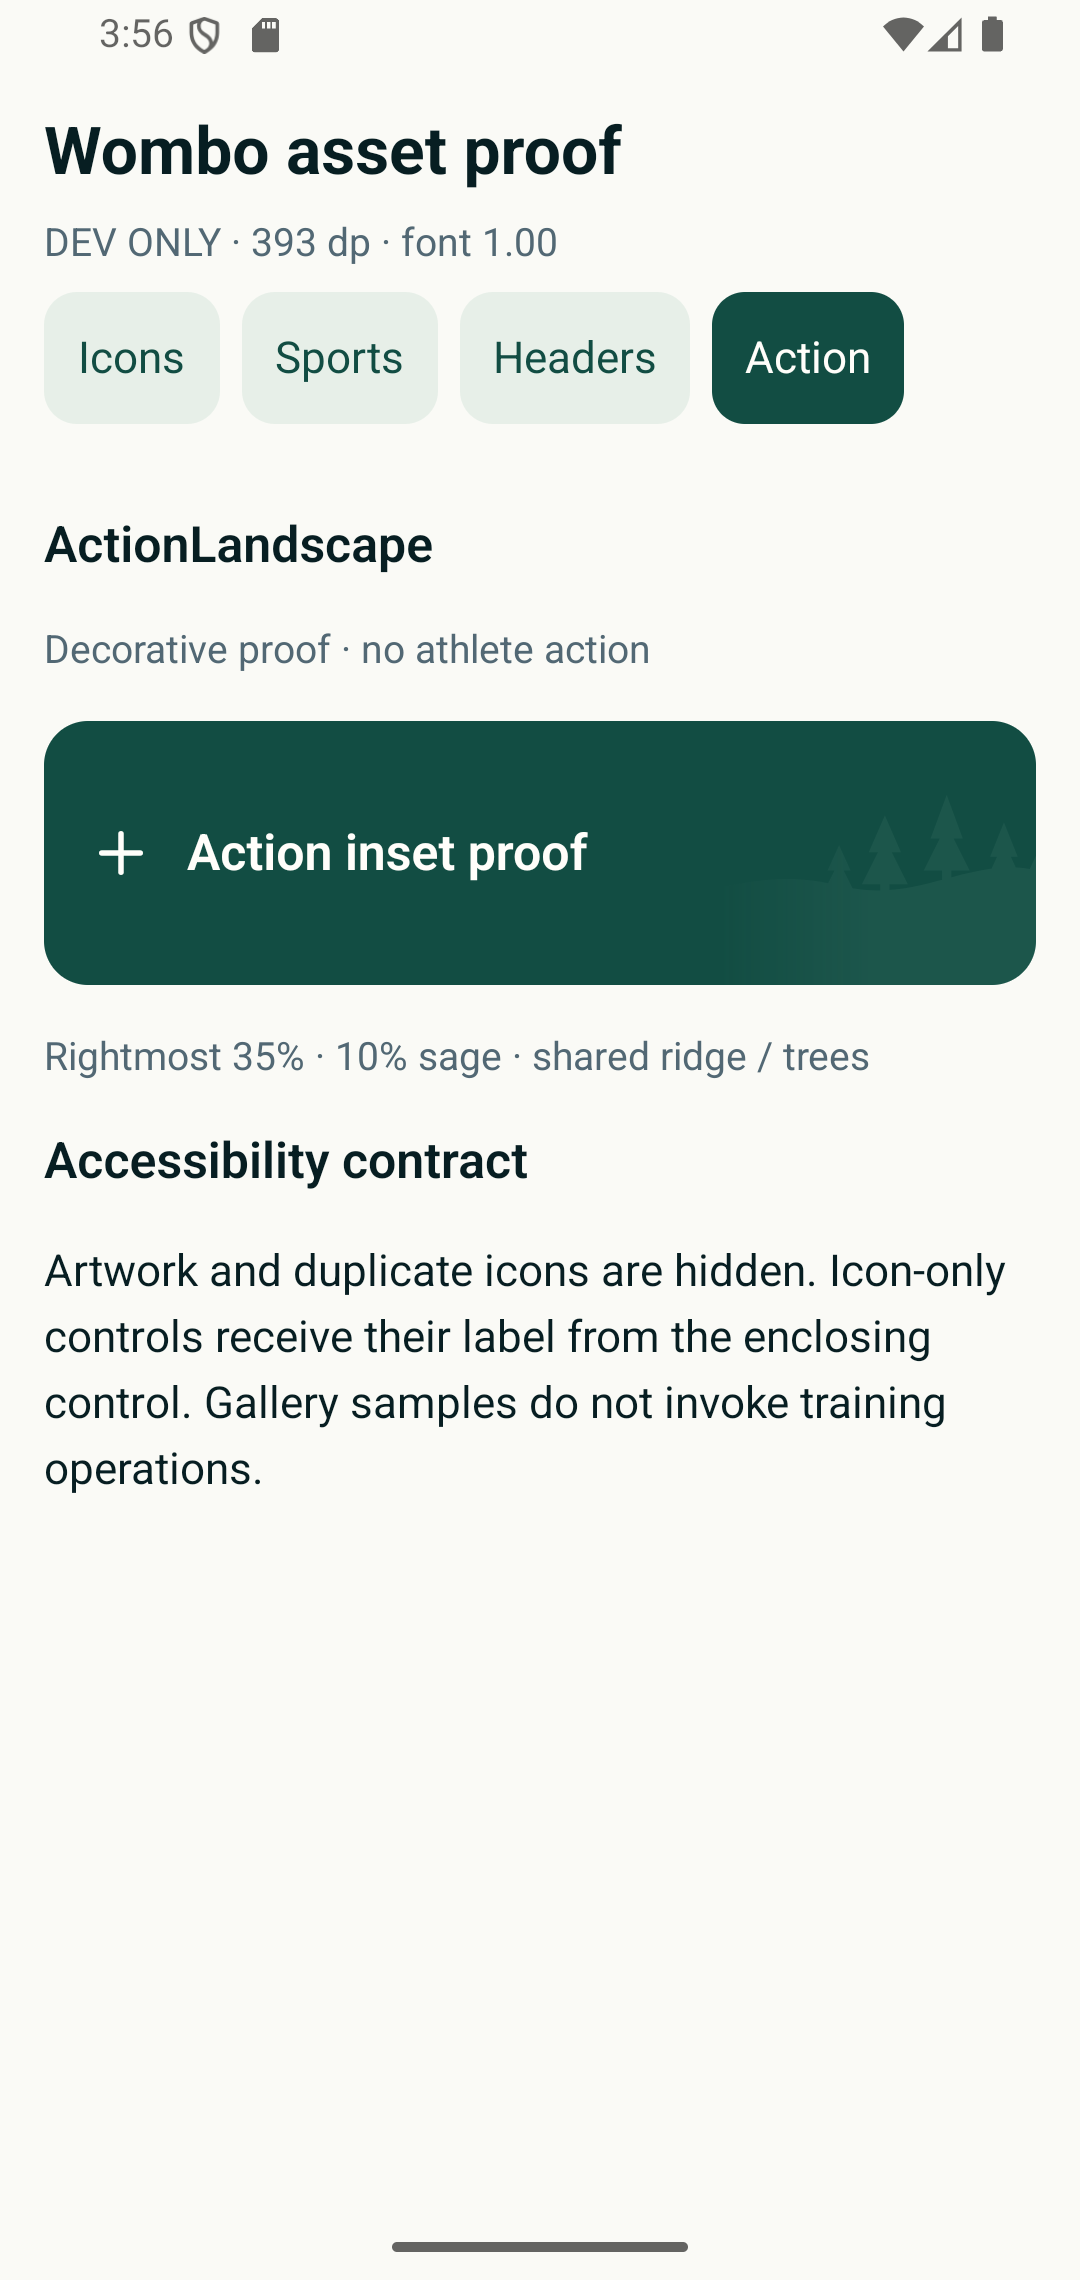 3:56
Wombo asset proof
DEV ONLY · 393 dp · font 1.00
Icons
Sports
Headers
Action
ActionLandscape
Decorative proof · no athlete action
Action inset proof
Rightmost 35% · 10% sage · shared ridge / trees
Accessibility contract
Artwork and duplicate icons are hidden. Icon-only
controls receive their label from the enclosing
control. Gallery samples do not invoke training
operations.